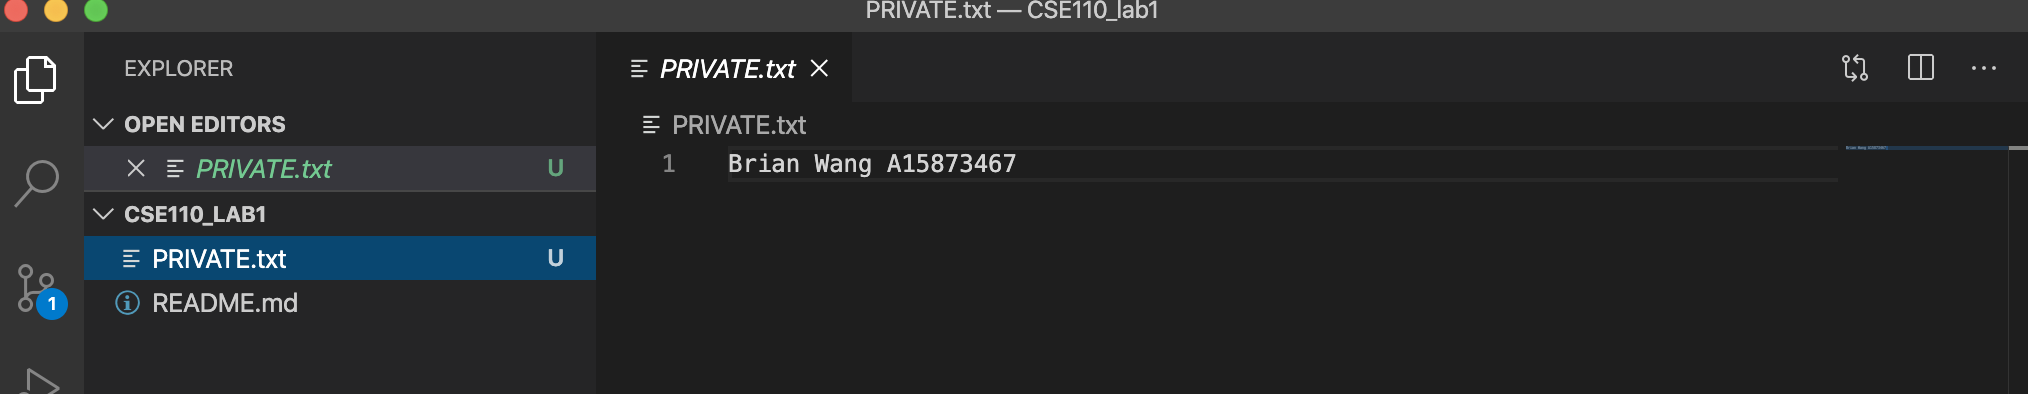 PRIVATE.txt — CSE110_lab1
EXPLORER
OPEN EDITORS
PRIVATE.txt U
CSE110_LAB1
PRIVATE.txt U
README.md
1
PRIVATE.txt
PRIVATE.txt
1 Brian Wang A15873467